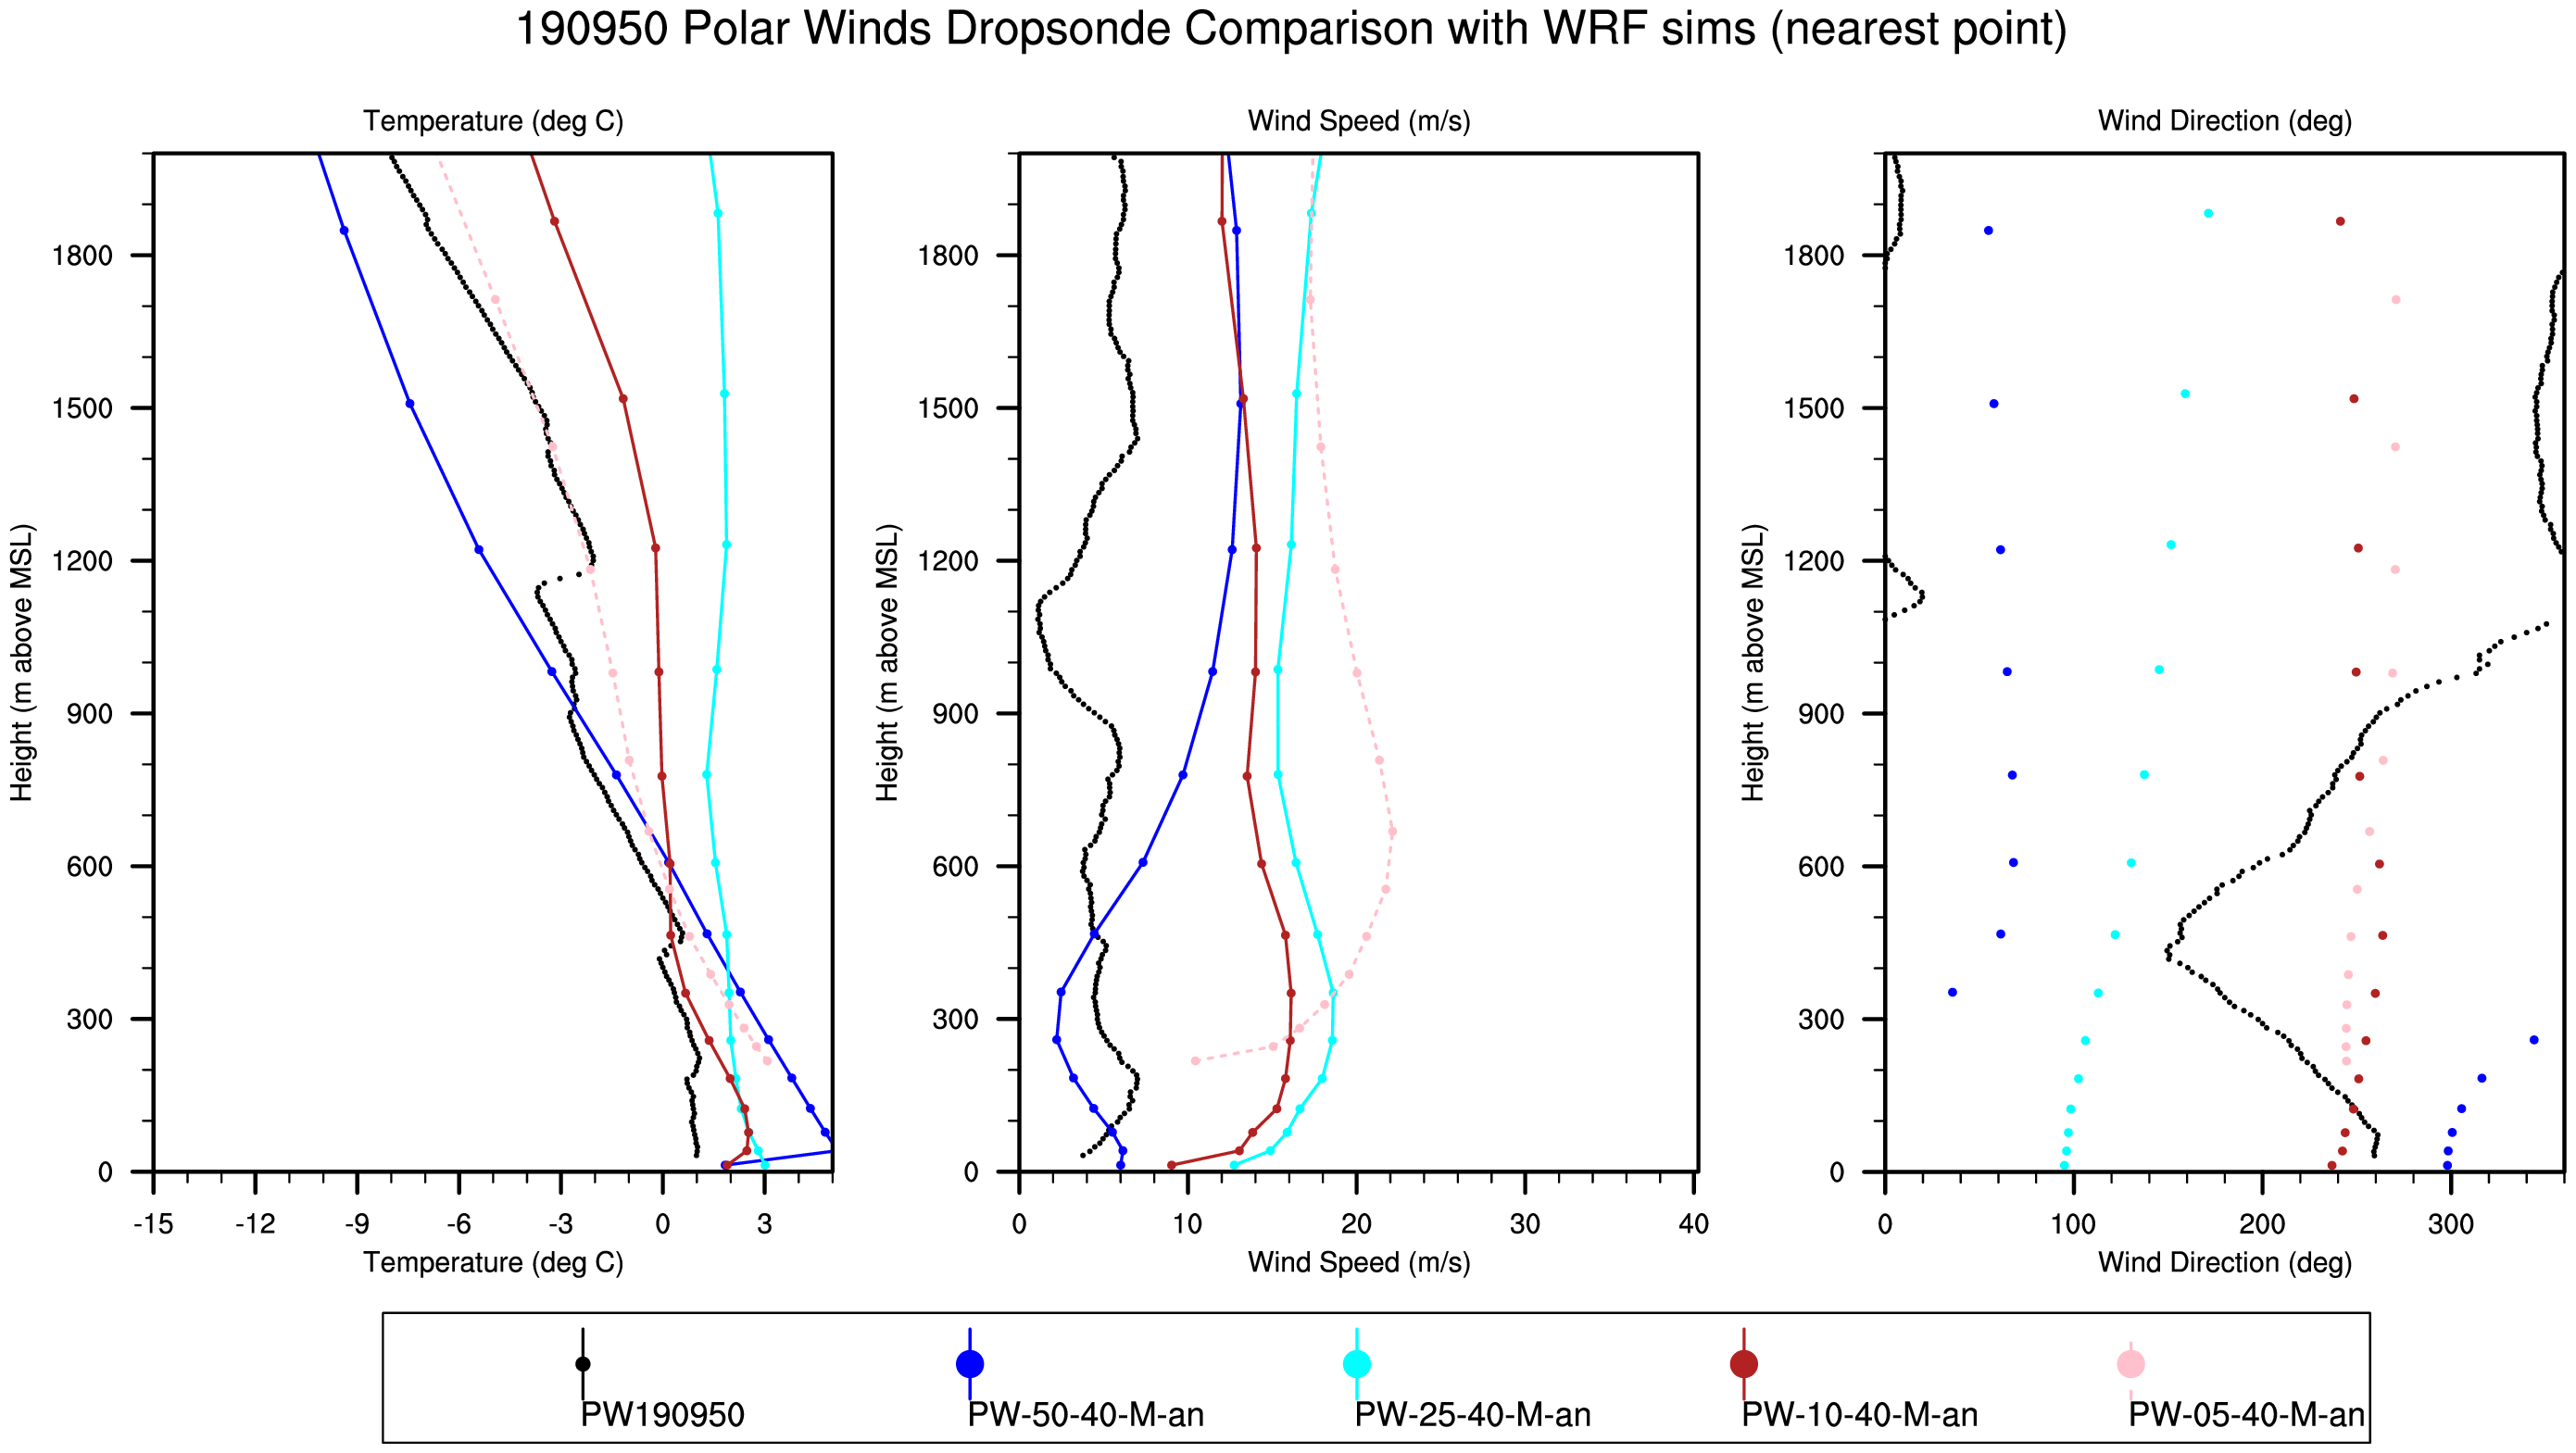 190950 Polar Winds Dropsonde Comparison with WRF sims (nearest point)
Temperature (deg C)
Wind Speed (m/s)
Wind Direction (deg)
Height (m above MSL)
1800
1500
1200
900
600
300
0
-15 -12 -9 -6 -3 0 3
Temperature (deg C)
Height (m above MSL)
1800
1500
1200
900
600
300
0
0 10 20 30 40
Wind Speed (m/s)
Height (m above MSL)
1800
1500
1200
900
600
300
0
0 100 200 300
Wind Direction (deg)
PW190950
PW-50-40-M-an
PW-25-40-M-an
PW-10-40-M-an
PW-05-40-M-an